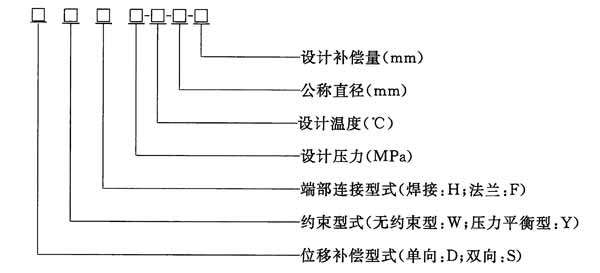 □ □ □ □-□-□-□
设计补偿量(mm)
公称直径(mm)
设计温度(℃)
设计压力(MPa)
端部连接型式(焊接:H;法兰:F)
约束型式(无约束型:W;压力平衡型:Y)
位移补偿型式(单向:D;双向:S)